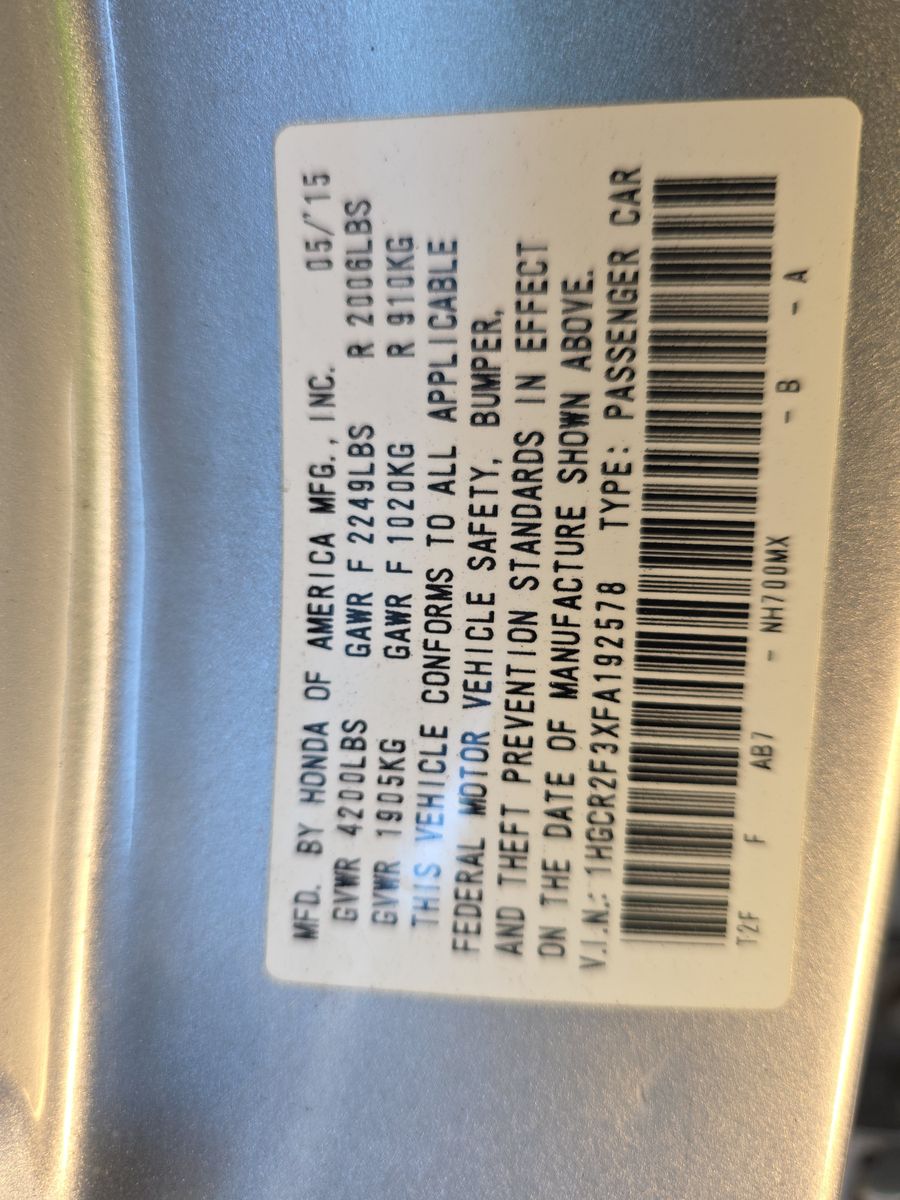 MFD. BY HONDA OF AMERICA MFG., INC. 05/'15
GVWR 4200LBS GAWR F 2249LBS R 2006LBS
GVWR 1905KG GAWR F 1020KG R 910KG
THIS VEHICLE CONFORMS TO ALL APPLICABLE
FEDERAL MOTOR VEHICLE SAFETY, BUMPER,
AND THEFT PREVENTION STANDARDS IN EFFECT
ON THE DATE OF MANUFACTURE SHOWN ABOVE.
V.I.N.: 1HGCR2F3XFA192578 TYPE: PASSENGER CAR
T2F F AB7 - NH700MX - B - A